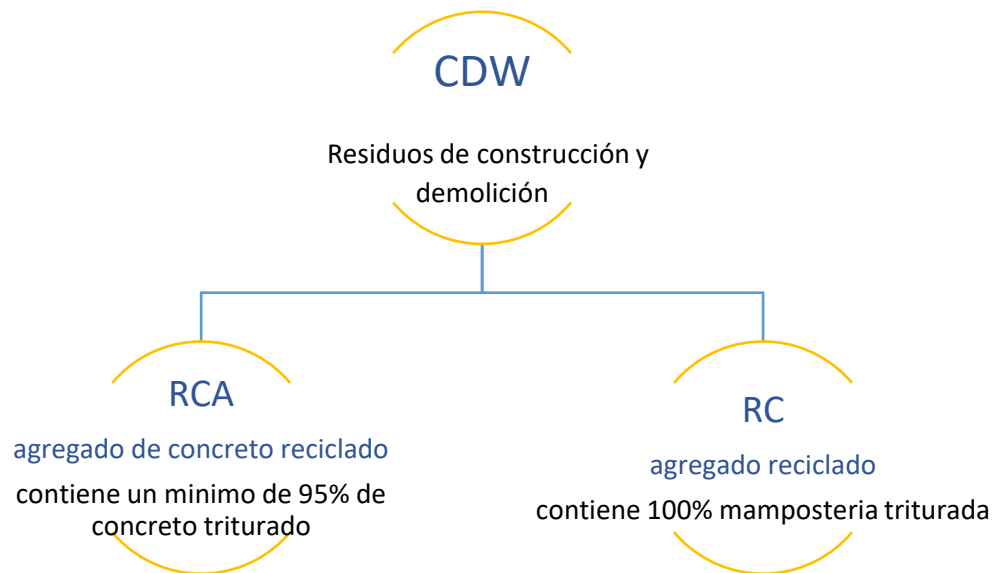 CDW
Residuos de construcción y
demolición
RCA
agregado de concreto reciclado
contiene un minimo de 95% de
concreto triturado
RC
agregado reciclado
contiene 100% mamposteria triturada